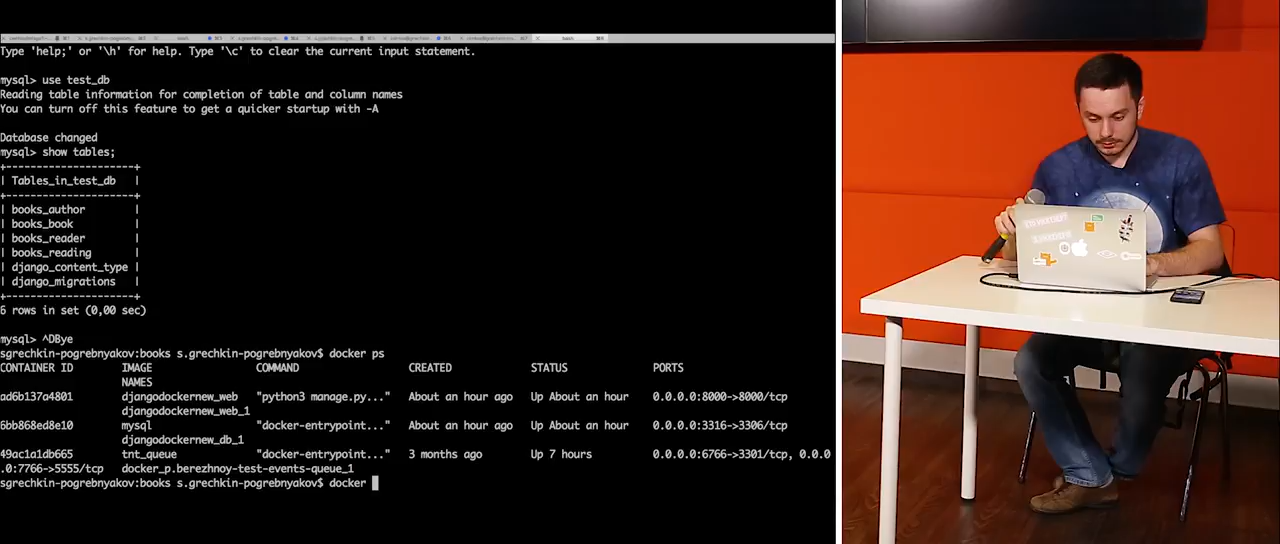 Type 'help;' or '\h' for help. Type '\c' to clear the current input statement.
mysql> use test_db
Reading table information for completion of table and column names
You can turn off this feature to get a quicker startup with -A
Database changed
mysql> show tables;
+---------------------+
| Tables_in_test_db |
+---------------------+
| books_author |
| books_book |
| books_reader |
| books_reading |
| django_content_type |
| django_migrations |
+---------------------+
6 rows in set (0,00 sec)
mysql> ^DBye
sgrechkin-pogrebnyakov:books s.grechkin-pogrebnyakov$ docker ps
CONTAINER ID IMAGE COMMAND CREATED STATUS PORTS
NAMES
ad6b137a4801 djangodockernew_web "python3 manage.py..." About an hour ago Up About an hour 0.0.0.0:8000->8000/tcp
djangodockernew_web_1
6bb868ed8e10 mysql "docker-entrypoint..." About an hour ago Up About an hour 0.0.0.0:3316->3306/tcp
djangodockernew_db_1
49ac1a1db665 tnt_queue "docker-entrypoint..." 3 months ago Up 7 hours 0.0.0.0:6766->3301/tcp, 0.0.0
.0:7766->5555/tcp docker_p.berezhnoy-test-events-queue_1
sgrechkin-pogrebnyakov:books s.grechkin-pogrebnyakov$ docker